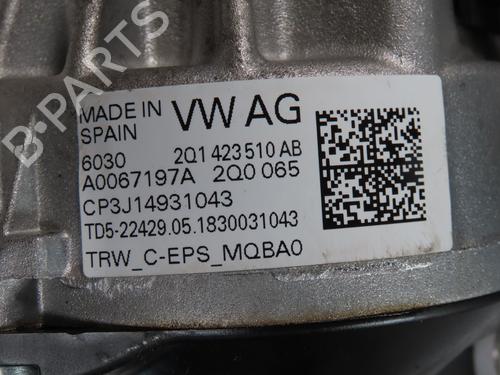 B-PARTS
MADE IN SPAIN VW AG
6030 2Q1 423 510 AB
A0067197A 2Q0 065
CP3J14931043
TD5-22429.05.1830031043
TRW_C-EPS_MQBA0